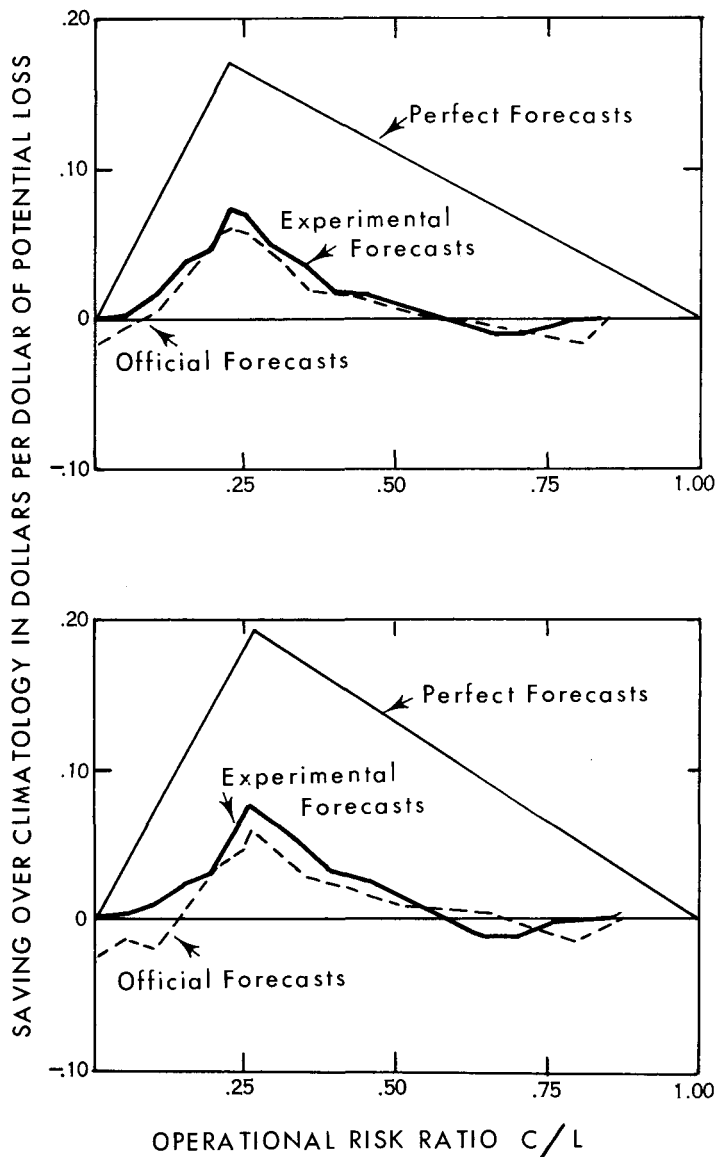 SAVING OVER CLIMATOLOGY IN DOLLARS PER DOLLAR OF POTENTIAL LOSS
.20
Perfect Forecasts
.10
Experimental
Forecasts
0
Official Forecasts
-.10
.25
.50
.75
1.00
.20
Perfect Forecasts
Experimental
Forecasts
.10
0
Official Forecasts
-.10
.25
.50
.75
1.00
OPERATIONAL RISK RATIO C/L